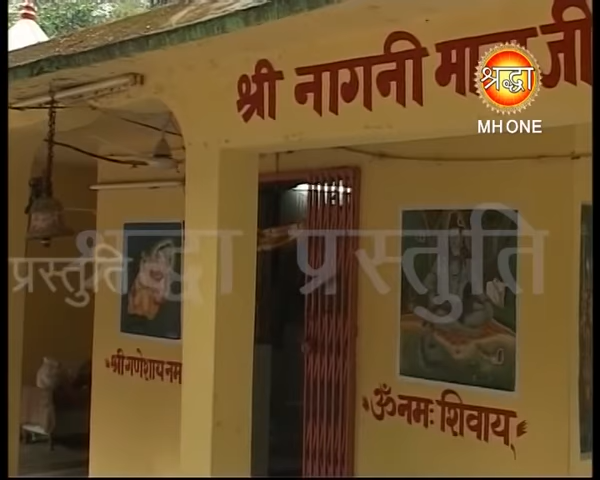 श्री नागनी माता जी
श्रद्धा
MH ONE
प्रस्तुति श्रद्धा प्रस्तुति
श्री गणेशाय नम
ॐ नमः शिवाय